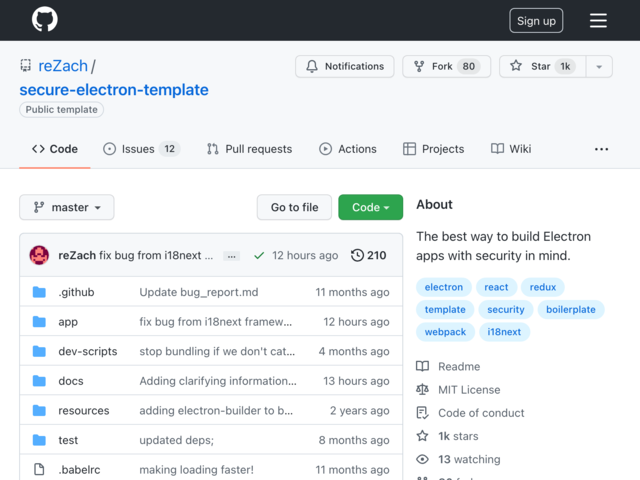 Sign up
reZach /
secure-electron-template
Public template
Notifications
Fork 80
Star 1k
Code
Issues 12
Pull requests
Actions
Projects
Wiki
...
master
Go to file
Code
reZach fix bug from i18next ... ... 12 hours ago 210
.github Update bug_report.md 11 months ago
app fix bug from i18next framew... 12 hours ago
dev-scripts stop bundling if we don't cat... 4 months ago
docs Adding clarifying information... 13 hours ago
resources adding electron-builder to b... 2 years ago
test updated deps; 8 months ago
.babelrc making loading faster! 11 months ago
About
The best way to build Electron
apps with security in mind.
electron react redux
template security boilerplate
webpack i18next
Readme
MIT License
Code of conduct
1k stars
13 watching